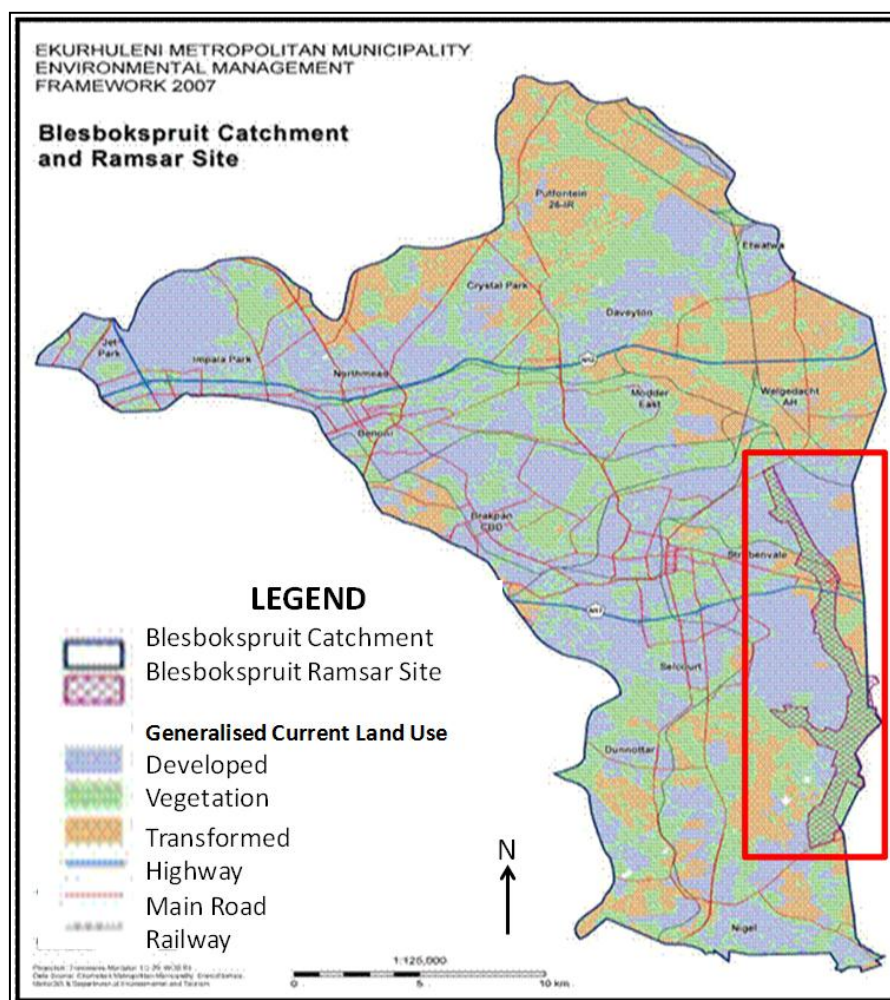 EKURHULENI METROPOLITAN MUNICIPALITY
ENVIRONMENTAL MANAGEMENT
FRAMEWORK 2007
Blesbokspruit Catchment
and Ramsar Site
Putfontein
26-IR
Etwatwa
Crystal Park
Daveyton
Jet
Park
Impala Park
Northmead
N12
Modder
East
Welgedacht
AH
Benoni
Brakpan
CBD
Strubenvale
N17
Selcourt
Dunnottar
Nigel
LEGEND
Blesbokspruit Catchment
Blesbokspruit Ramsar Site
Generalised Current Land Use
Developed
Vegetation
Transformed
Highway
Main Road
Railway
N
1:125,000
0 5 10 km